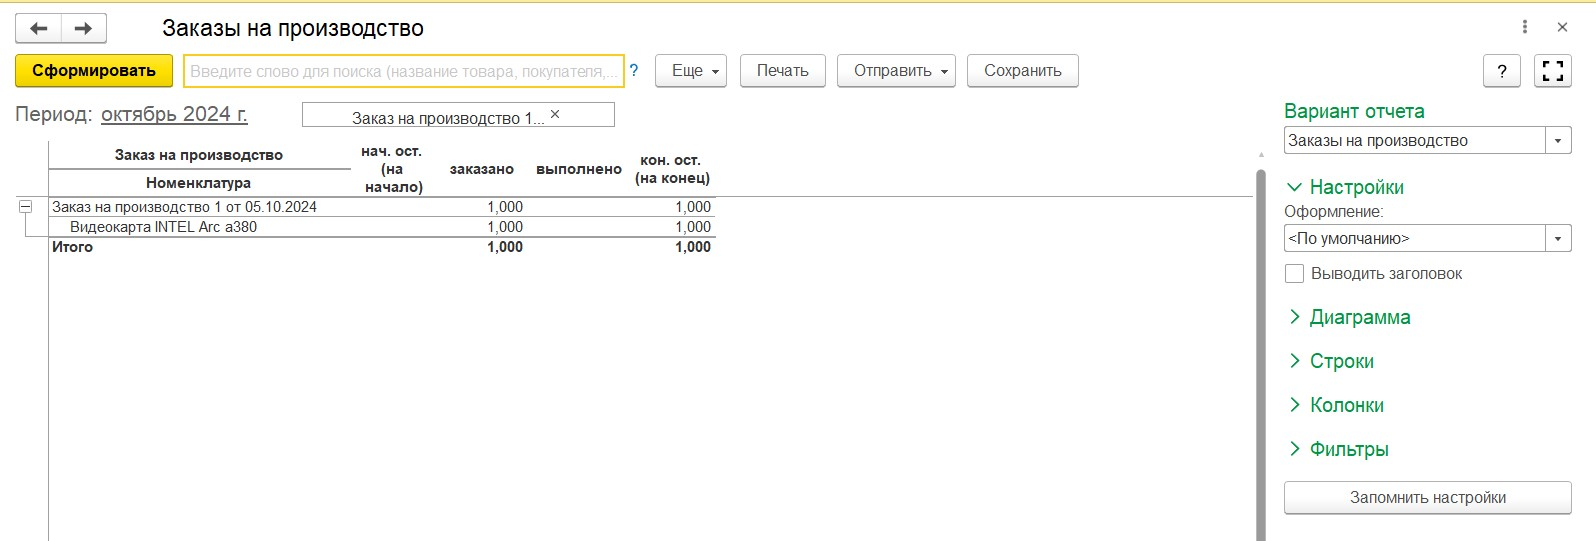 Заказы на производство
Сформировать
Введите слово для поиска (название товара, покупателя,...
?
Еще
Печать
Отправить
Сохранить
?
Период: октябрь 2024 г.
Заказ на производство 1...
Заказ на производство
Номенклатура
нач. ост. (на начало)
заказано
выполнено
кон. ост. (на конец)
Заказ на производство 1 от 05.10.2024 1,000 1,000
Видеокарта INTEL Arc a380 1,000 1,000
Итого 1,000 1,000
Вариант отчета
Заказы на производство
Настройки
Оформление:
<По умолчанию>
Выводить заголовок
Диаграмма
Строки
Колонки
Фильтры
Запомнить настройки